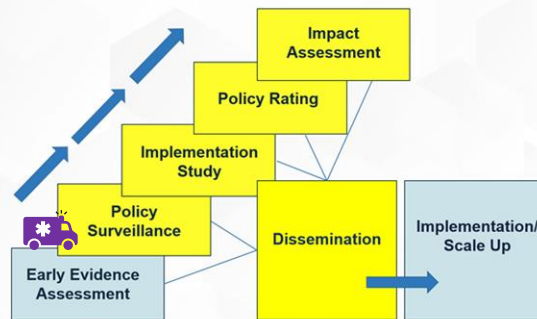 Impact
Assessment
Policy Rating
Implementation
Study
Policy
Surveillance
Early Evidence
Assessment
Dissemination
Implementation/
Scale Up